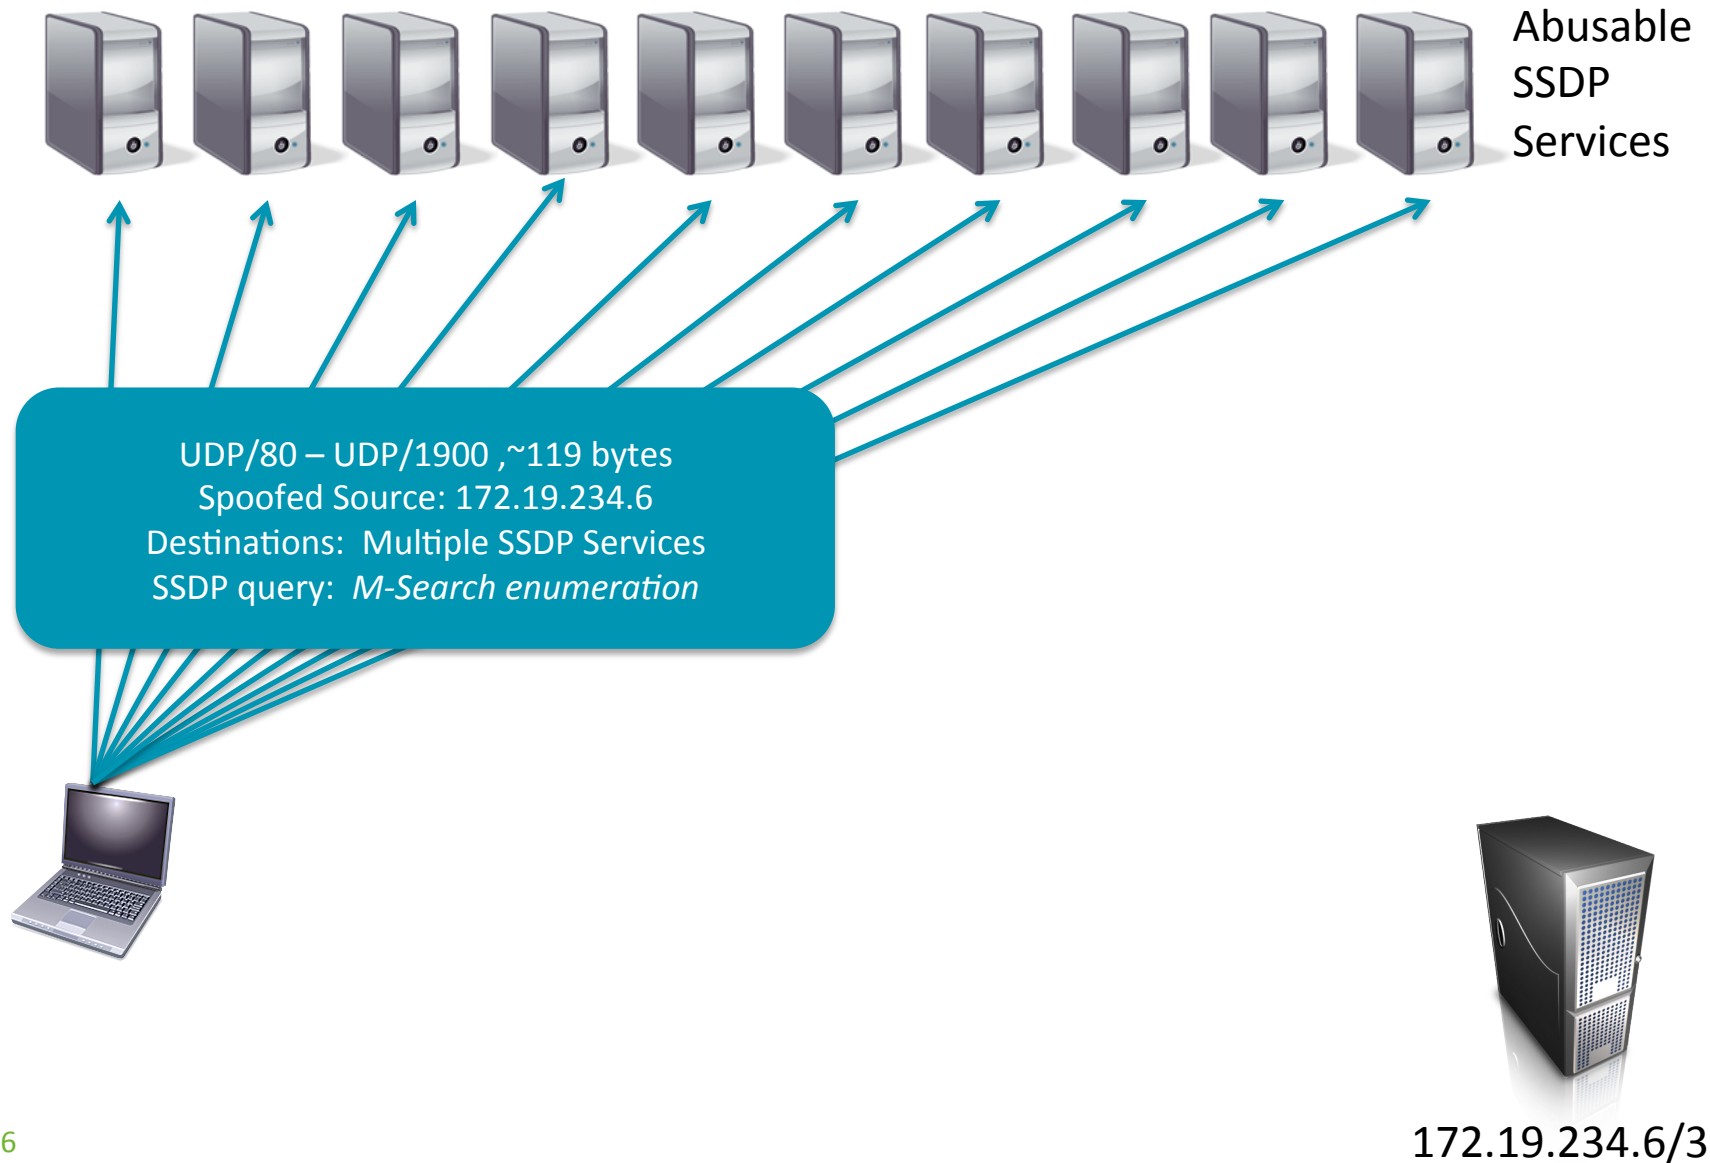 Abusable
SSDP
Services
UDP/80 – UDP/1900 ,~119 bytes
Spoofed Source: 172.19.234.6
Destinations: Multiple SSDP Services
SSDP query: M-Search enumeration
6
172.19.234.6/3